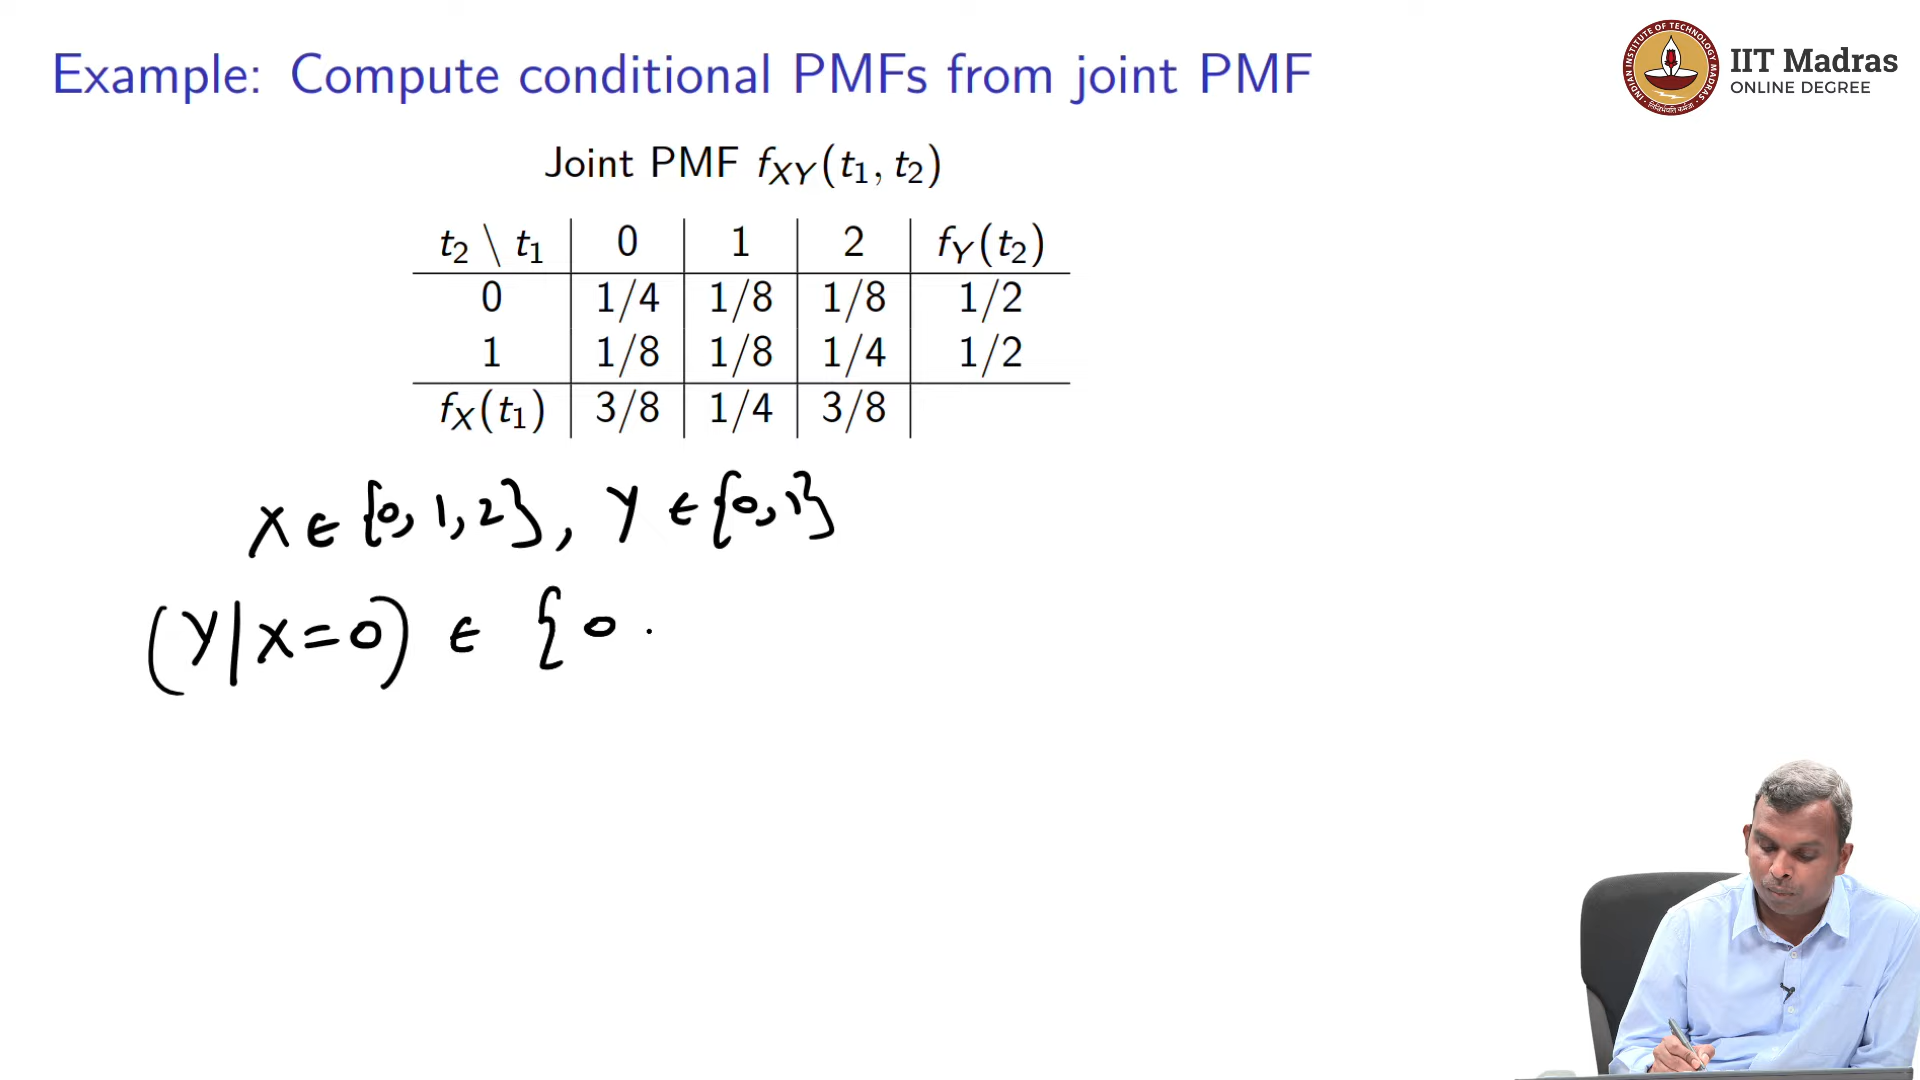 Example: Compute conditional PMFs from joint PMF
IIT Madras
ONLINE DEGREE
Joint PMF f_XY(t_1, t_2)
t_2 \ t_1 0 1 2 f_Y(t_2)
0 1/4 1/8 1/8 1/2
1 1/8 1/8 1/4 1/2
f_X(t_1) 3/8 1/4 3/8
X ∈ {0, 1, 2}, Y ∈ {0, 1}
(Y|X=0) ∈ {0